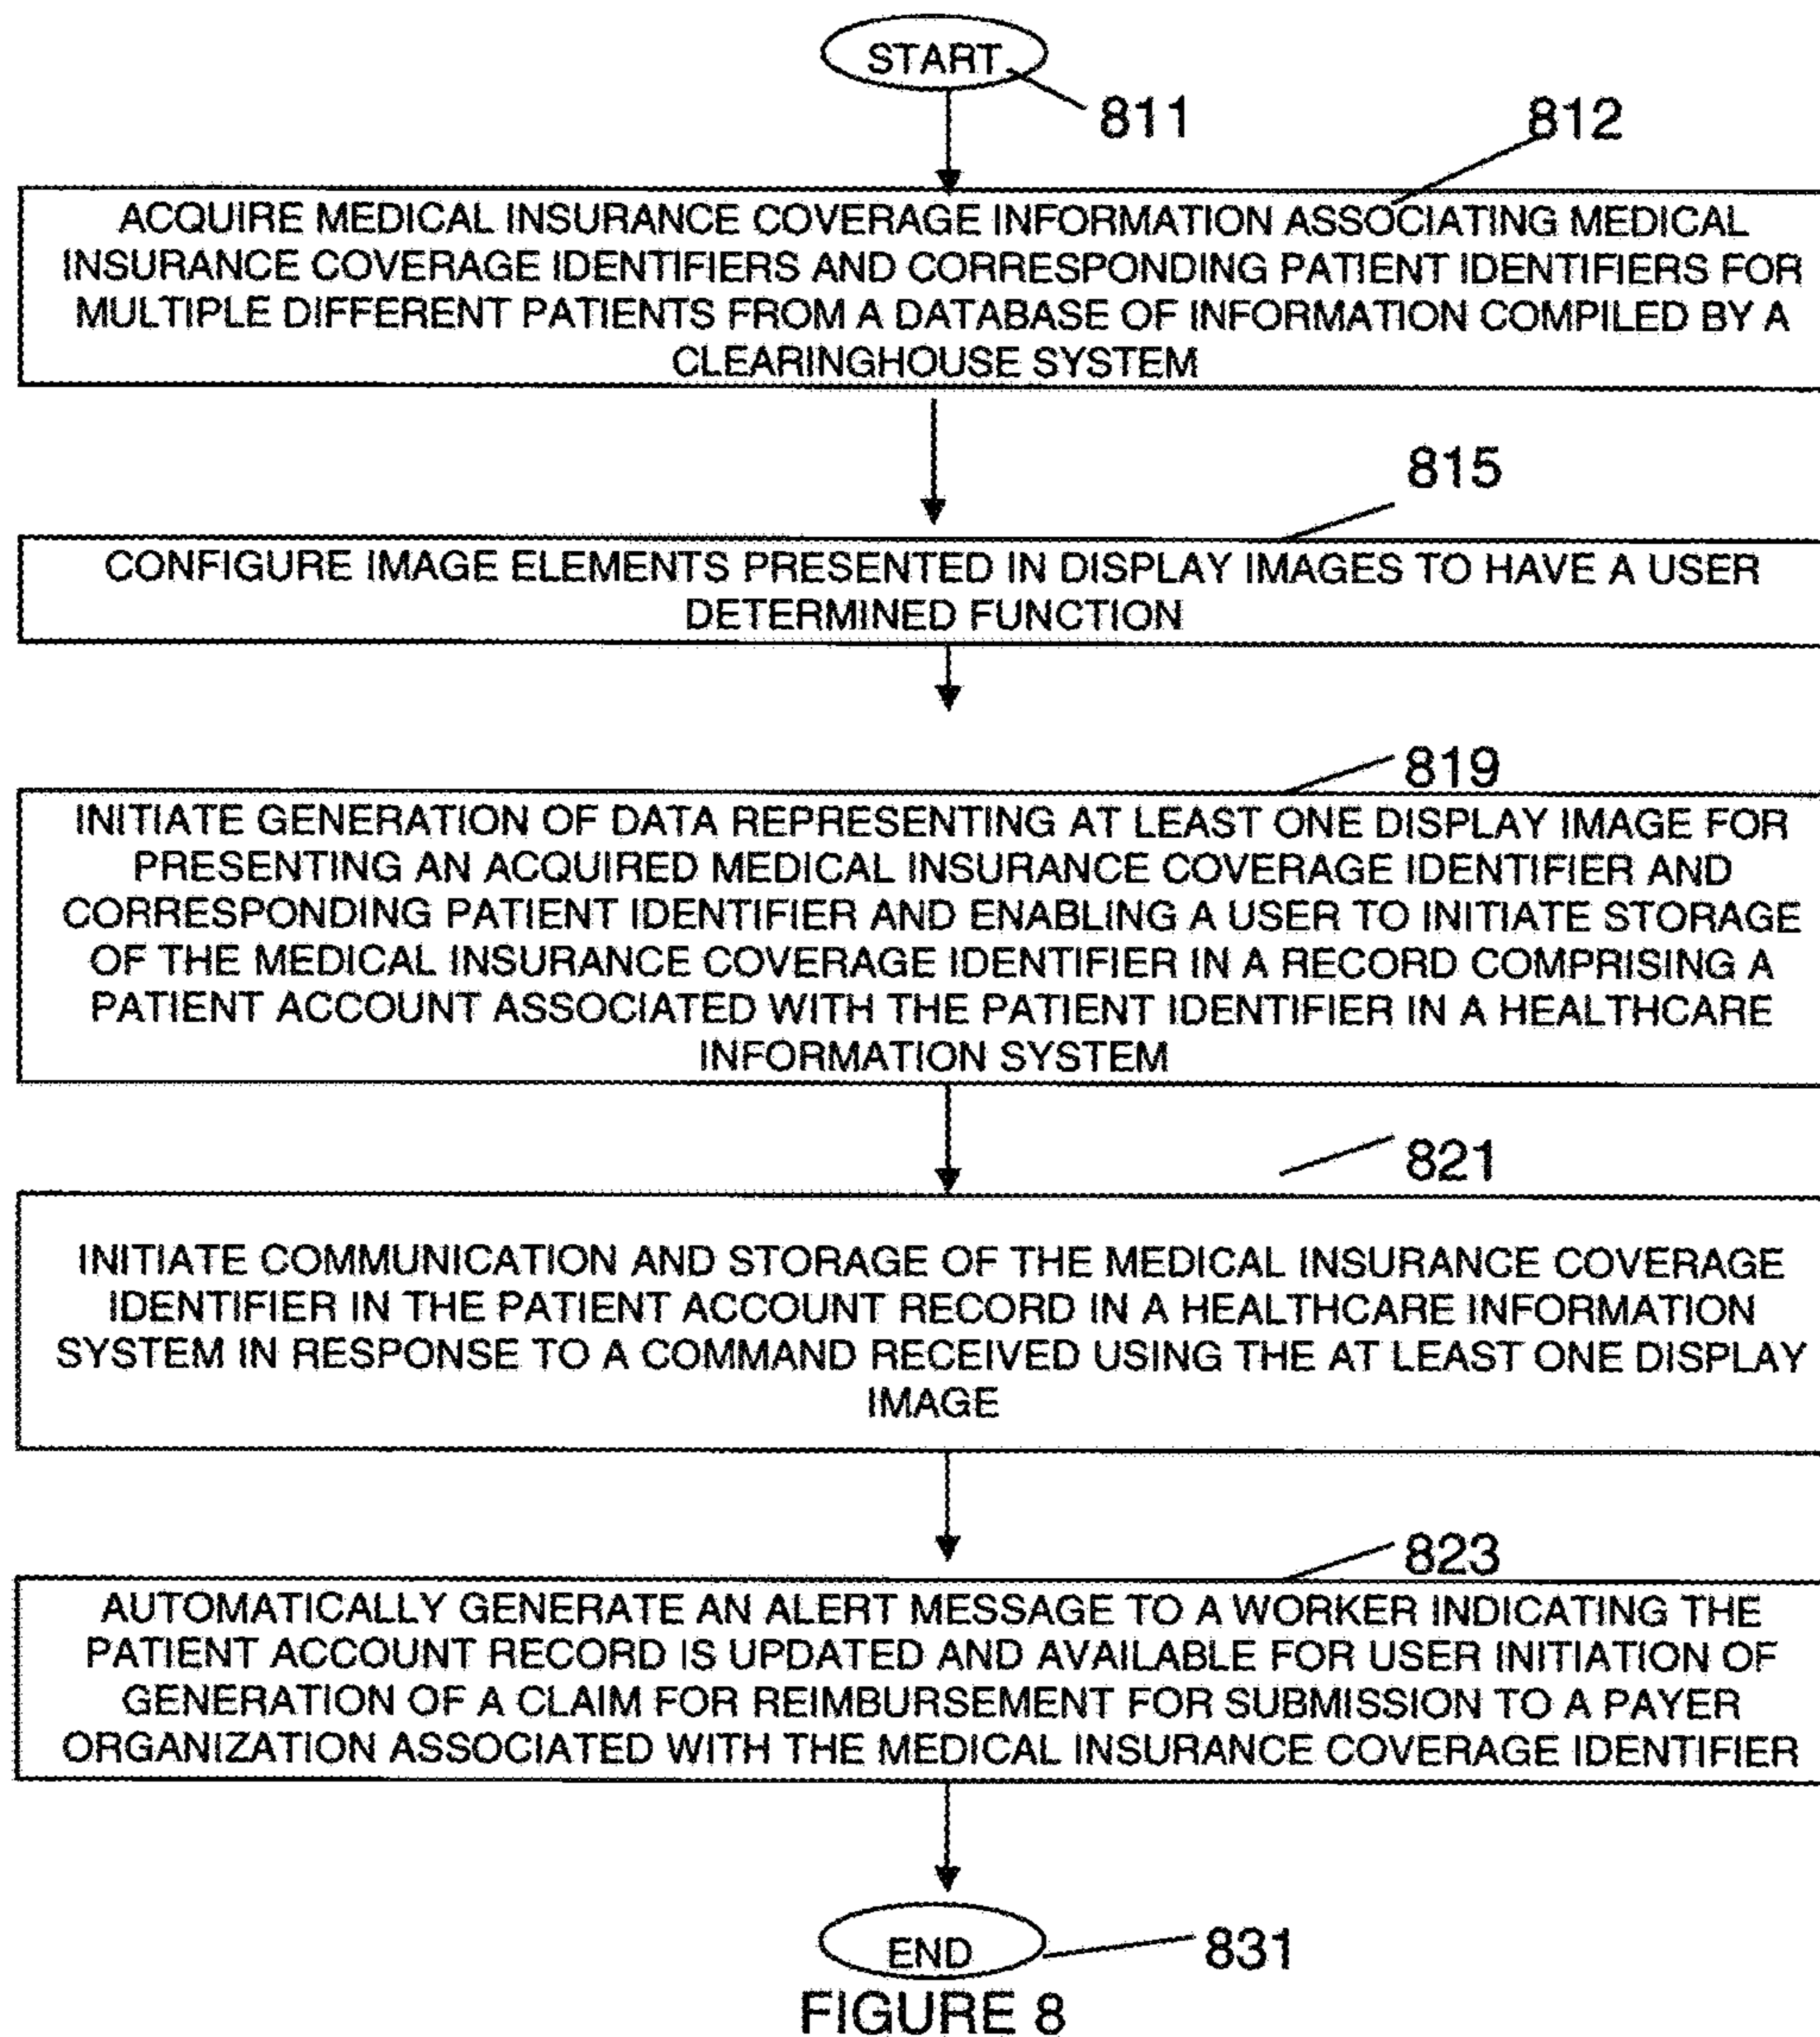 START
811
812
ACQUIRE MEDICAL INSURANCE COVERAGE INFORMATION ASSOCIATING MEDICAL
INSURANCE COVERAGE IDENTIFIERS AND CORRESPONDING PATIENT IDENTIFIERS FOR
MULTIPLE DIFFERENT PATIENTS FROM A DATABASE OF INFORMATION COMPILED BY A
CLEARINGHOUSE SYSTEM
815
CONFIGURE IMAGE ELEMENTS PRESENTED IN DISPLAY IMAGES TO HAVE A USER
DETERMINED FUNCTION
819
INITIATE GENERATION OF DATA REPRESENTING AT LEAST ONE DISPLAY IMAGE FOR
PRESENTING AN ACQUIRED MEDICAL INSURANCE COVERAGE IDENTIFIER AND
CORRESPONDING PATIENT IDENTIFIER AND ENABLING A USER TO INITIATE STORAGE
OF THE MEDICAL INSURANCE COVERAGE IDENTIFIER IN A RECORD COMPRISING A
PATIENT ACCOUNT ASSOCIATED WITH THE PATIENT IDENTIFIER IN A HEALTHCARE
INFORMATION SYSTEM
821
INITIATE COMMUNICATION AND STORAGE OF THE MEDICAL INSURANCE COVERAGE
IDENTIFIER IN THE PATIENT ACCOUNT RECORD IN A HEALTHCARE INFORMATION
SYSTEM IN RESPONSE TO A COMMAND RECEIVED USING THE AT LEAST ONE DISPLAY
IMAGE
823
AUTOMATICALLY GENERATE AN ALERT MESSAGE TO A WORKER INDICATING THE
PATIENT ACCOUNT RECORD IS UPDATED AND AVAILABLE FOR USER INITIATION OF
GENERATION OF A CLAIM FOR REIMBURSEMENT FOR SUBMISSION TO A PAYER
ORGANIZATION ASSOCIATED WITH THE MEDICAL INSURANCE COVERAGE IDENTIFIER
END
831
FIGURE 8